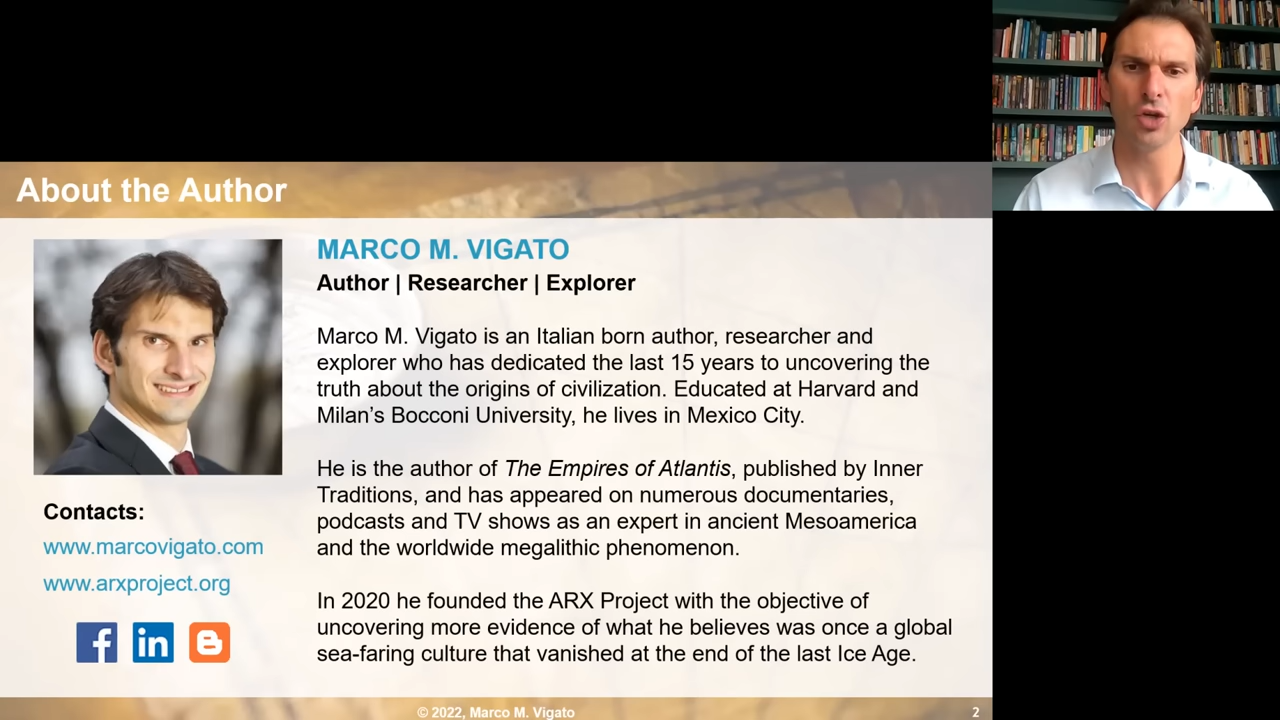 About the Author
MARCO M. VIGATO
Author | Researcher | Explorer
Marco M. Vigato is an Italian born author, researcher and
explorer who has dedicated the last 15 years to uncovering the
truth about the origins of civilization. Educated at Harvard and
Milan’s Bocconi University, he lives in Mexico City.
He is the author of The Empires of Atlantis, published by Inner
Traditions, and has appeared on numerous documentaries,
podcasts and TV shows as an expert in ancient Mesoamerica
and the worldwide megalithic phenomenon.
In 2020 he founded the ARX Project with the objective of
uncovering more evidence of what he believes was once a global
sea-faring culture that vanished at the end of the last Ice Age.
Contacts:
www.marcovigato.com
www.arxproject.org
© 2022, Marco M. Vigato
2